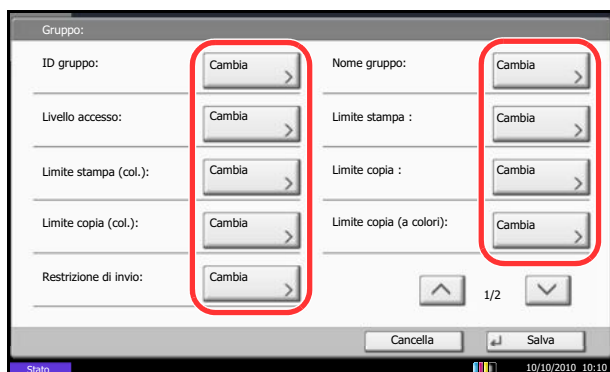 Gruppo:
ID gruppo: Cambia Nome gruppo: Cambia
Livello accesso: Cambia Limite stampa : Cambia
Limite stampa (col.): Cambia Limite copia : Cambia
Limite copia (col.): Cambia Limite copia (a colori): Cambia
Restrizione di invio: Cambia 1/2
Cancella Salva
Stato 10/10/2010 10:10